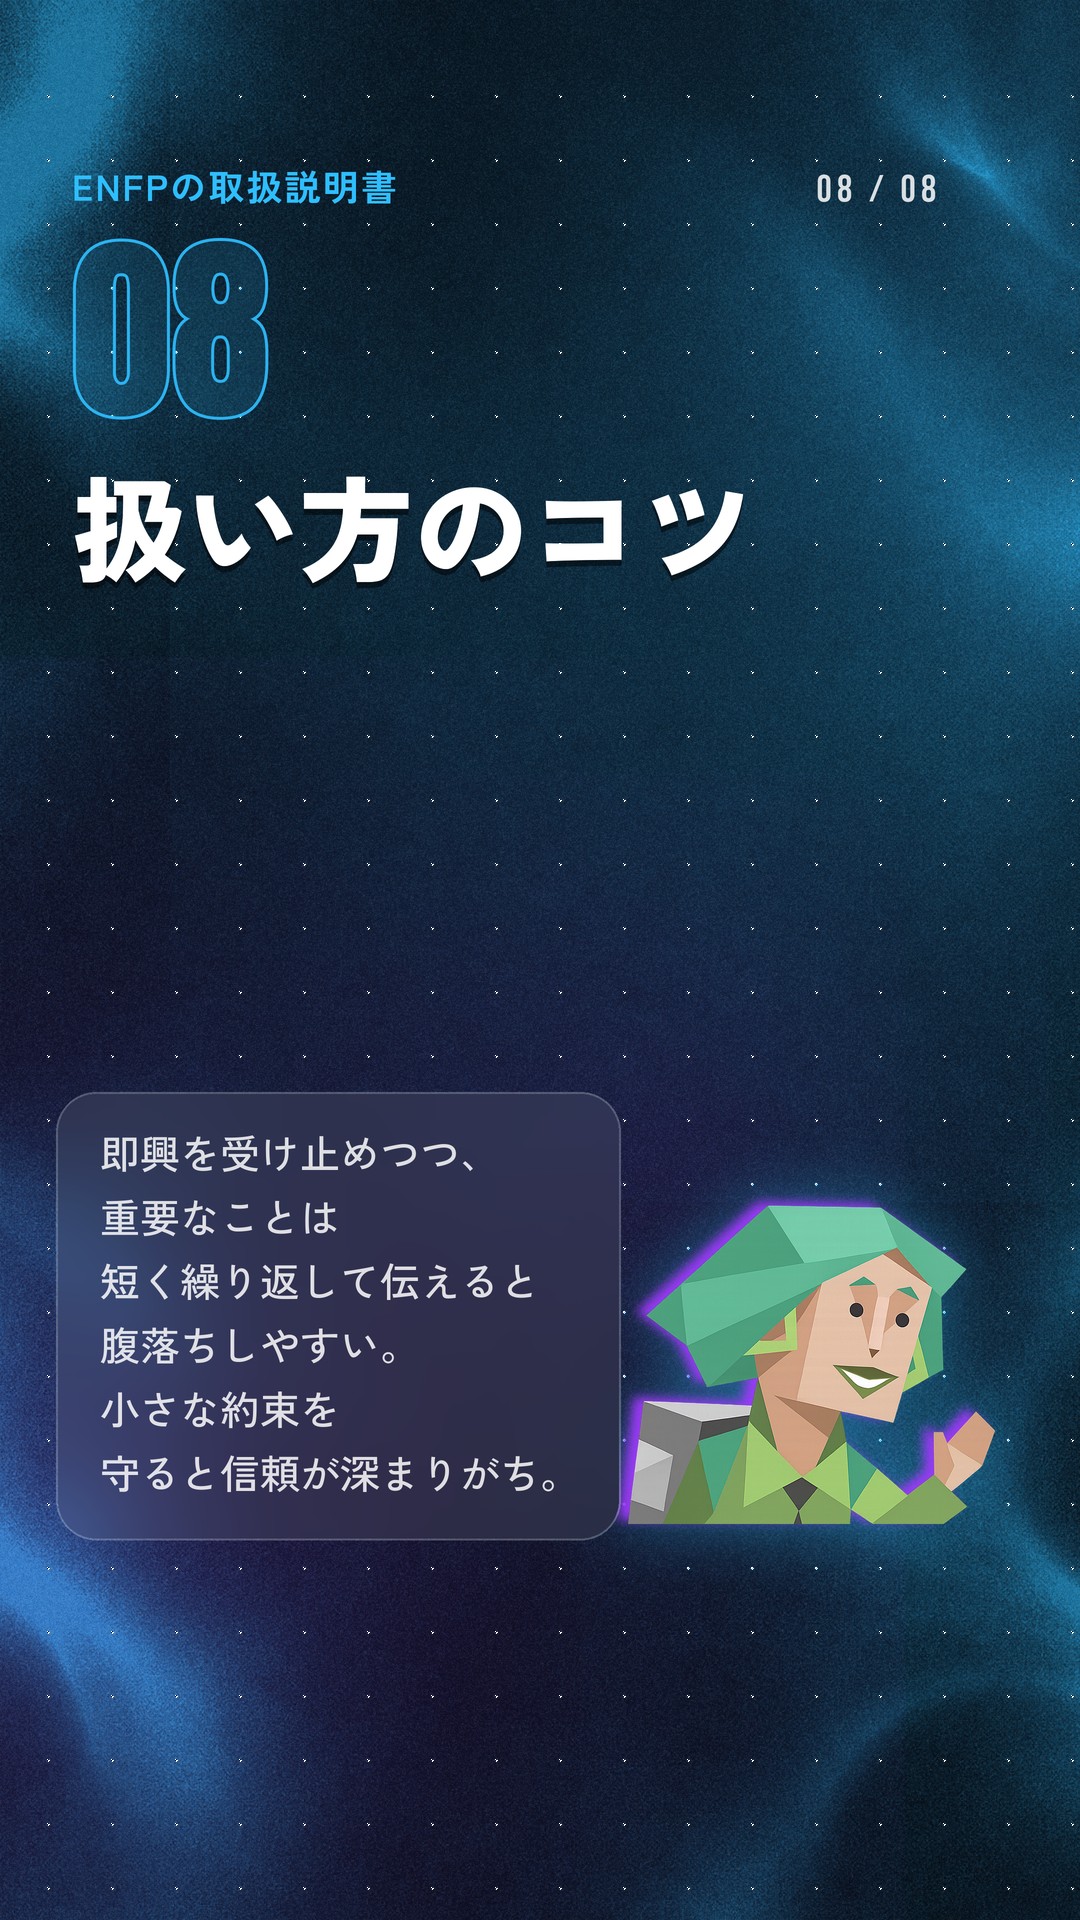 ENFPの取扱説明書
08 / 08
08
扱い方のコツ
即興を受け止めつつ、
重要なことは
短く繰り返して伝えると
腹落ちしやすい。
小さな約束を
守ると信頼が深まりがち。